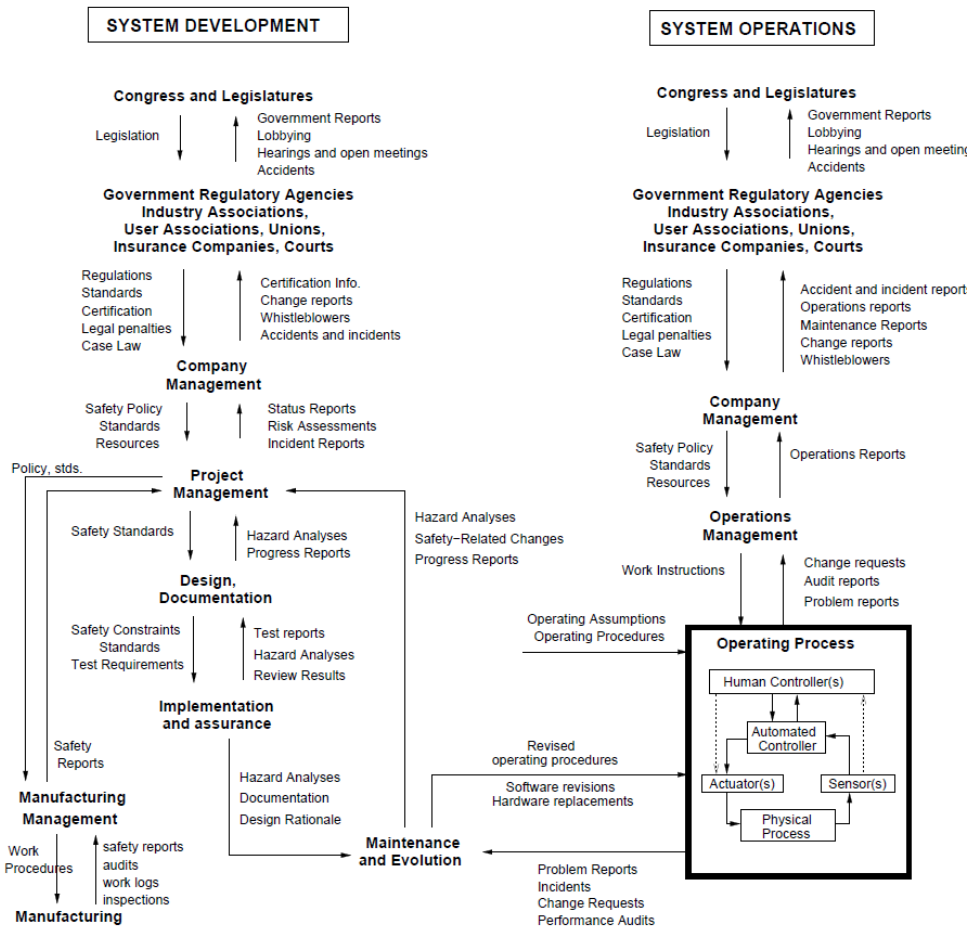 SYSTEM DEVELOPMENT
Congress and Legislatures
Legislation
Government Reports
Lobbying
Hearings and open meetings
Accidents
Government Regulatory Agencies
Industry Associations,
User Associations, Unions,
Insurance Companies, Courts
Regulations
Standards
Certification
Legal penalties
Case Law
Certification Info.
Change reports
Whistleblowers
Accidents and incidents
Company
Management
Safety Policy
Standards
Resources
Status Reports
Risk Assessments
Incident Reports
Policy, stds.
Project
Management
Safety Standards
Hazard Analyses
Progress Reports
Hazard Analyses
Safety-Related Changes
Progress Reports
Design,
Documentation
Safety Constraints
Standards
Test Requirements
Test reports
Hazard Analyses
Review Results
Implementation
and assurance
Safety
Reports
Hazard Analyses
Documentation
Design Rationale
Manufacturing
Management
Work
Procedures
safety reports
audits
work logs
inspections
Manufacturing
Maintenance
and Evolution
SYSTEM OPERATIONS
Congress and Legislatures
Legislation
Government Reports
Lobbying
Hearings and open meeting
Accidents
Government Regulatory Agencies
Industry Associations,
User Associations, Unions,
Insurance Companies, Courts
Regulations
Standards
Certification
Legal penalties
Case Law
Accident and incident reports
Operations reports
Maintenance Reports
Change reports
Whistleblowers
Company
Management
Safety Policy
Standards
Resources
Operations Reports
Operations
Management
Work Instructions
Change requests
Audit reports
Problem reports
Operating Assumptions
Operating Procedures
Operating Process
Human Controller(s)
Automated
Controller
Actuator(s)
Sensor(s)
Physical
Process
Revised
operating procedures
Software revisions
Hardware replacements
Problem Reports
Incidents
Change Requests
Performance Audits